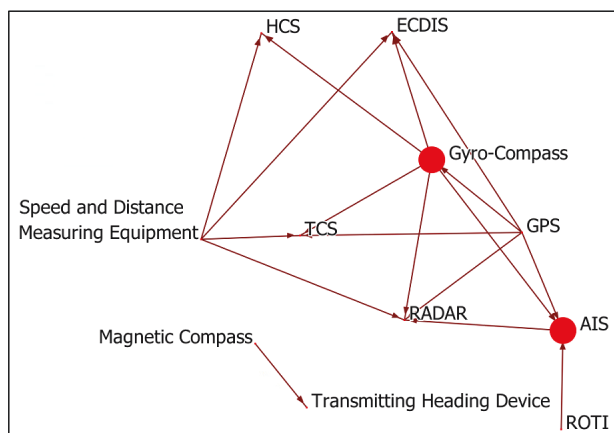 HCS
ECDIS
Gyro-Compass
Speed and Distance
Measuring Equipment
TCS
GPS
RADAR
AIS
Magnetic Compass
Transmitting Heading Device
ROTI